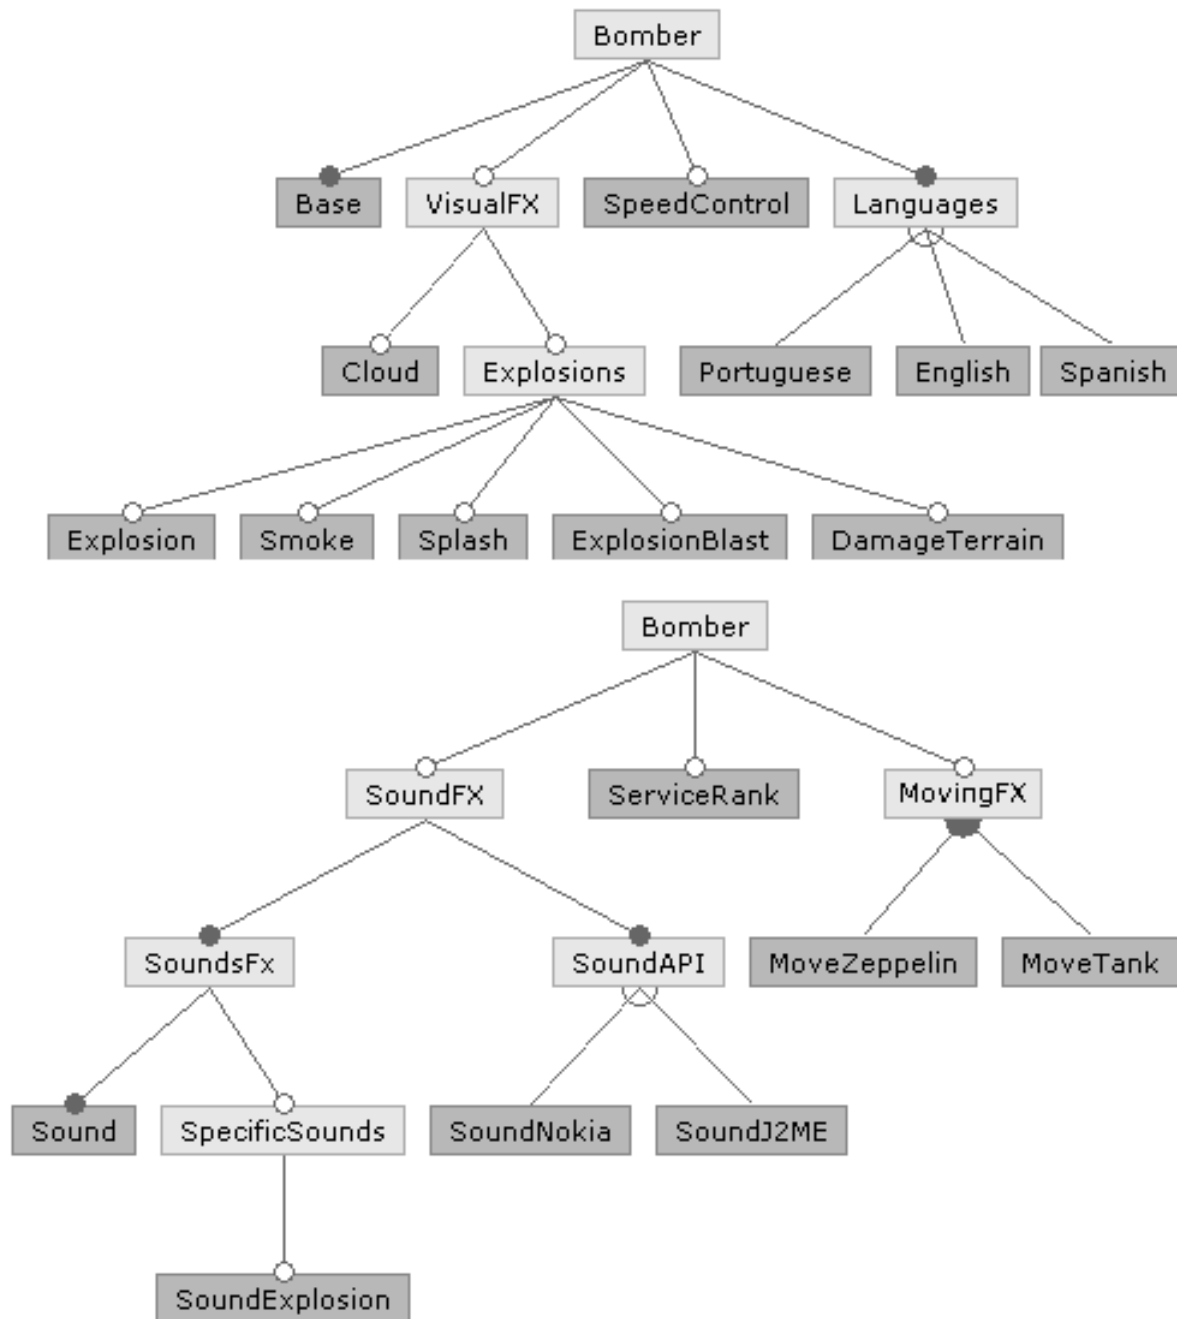 Bomber
Base
VisualFX
SpeedControl
Languages
Cloud
Explosions
Portuguese
English
Spanish
Explosion
Smoke
Splash
ExplosionBlast
DamageTerrain
Bomber
SoundFX
ServiceRank
MovingFX
SoundsFx
SoundAPI
MoveZeppelin
MoveTank
Sound
SpecificSounds
SoundNokia
SoundJ2ME
SoundExplosion